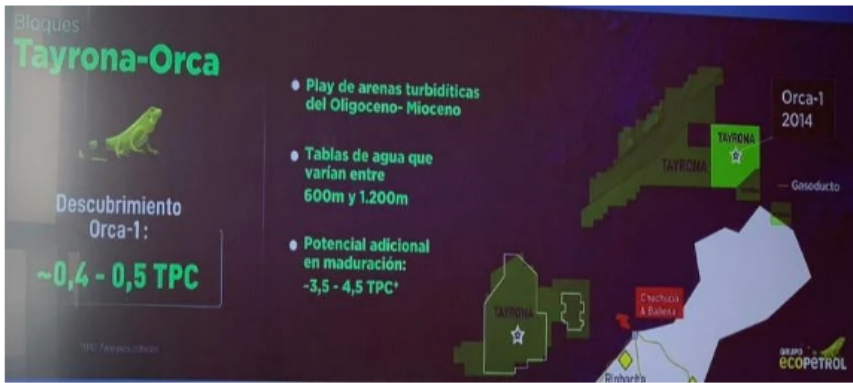 Bloques
Tayrona-Orca
Descubrimiento
Orca-1:
~0,4 - 0,5 TPC
Play de arenas turbidíticas
del Oligoceno- Mioceno
Tablas de agua que
varían entre
600m y 1.200m
Potencial adicional
en maduración:
~3,5 - 4,5 TPC*
Orca-1
2014
TAYRONA
TAYRONA
Gasoducto
TAYRONA
Chuchupa
& Ballena
Riohacha
GRUPO
ECOPETROL